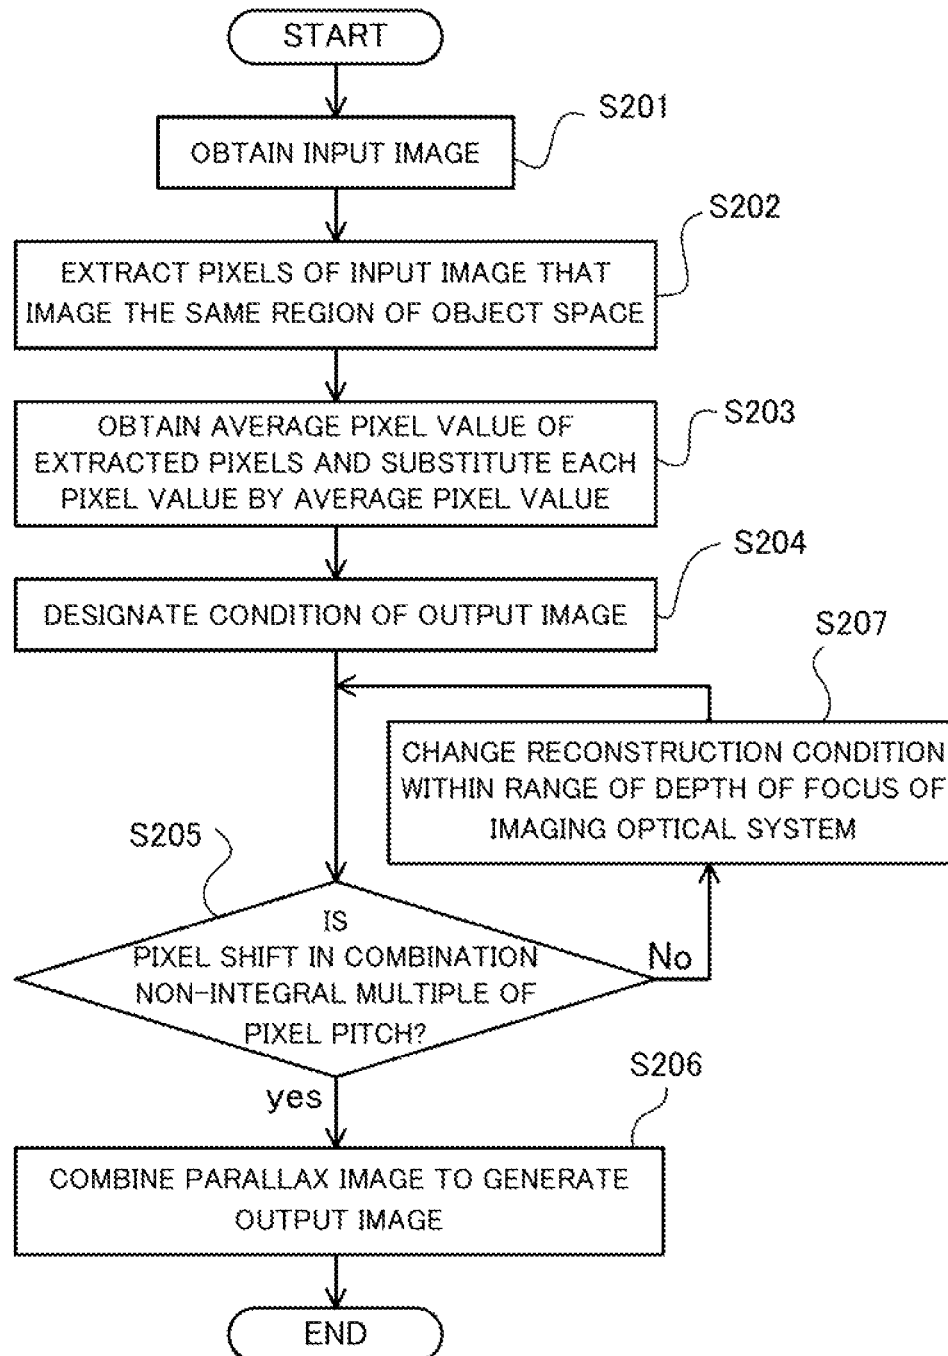 START
S201
OBTAIN INPUT IMAGE
S202
EXTRACT PIXELS OF INPUT IMAGE THAT
IMAGE THE SAME REGION OF OBJECT SPACE
S203
OBTAIN AVERAGE PIXEL VALUE OF
EXTRACTED PIXELS AND SUBSTITUTE EACH
PIXEL VALUE BY AVERAGE PIXEL VALUE
S204
DESIGNATE CONDITION OF OUTPUT IMAGE
S207
CHANGE RECONSTRUCTION CONDITION
WITHIN RANGE OF DEPTH OF FOCUS OF
IMAGING OPTICAL SYSTEM
S205
IS
PIXEL SHIFT IN COMBINATION
NON-INTEGRAL MULTIPLE OF
PIXEL PITCH?
No
yes
S206
COMBINE PARALLAX IMAGE TO GENERATE
OUTPUT IMAGE
END